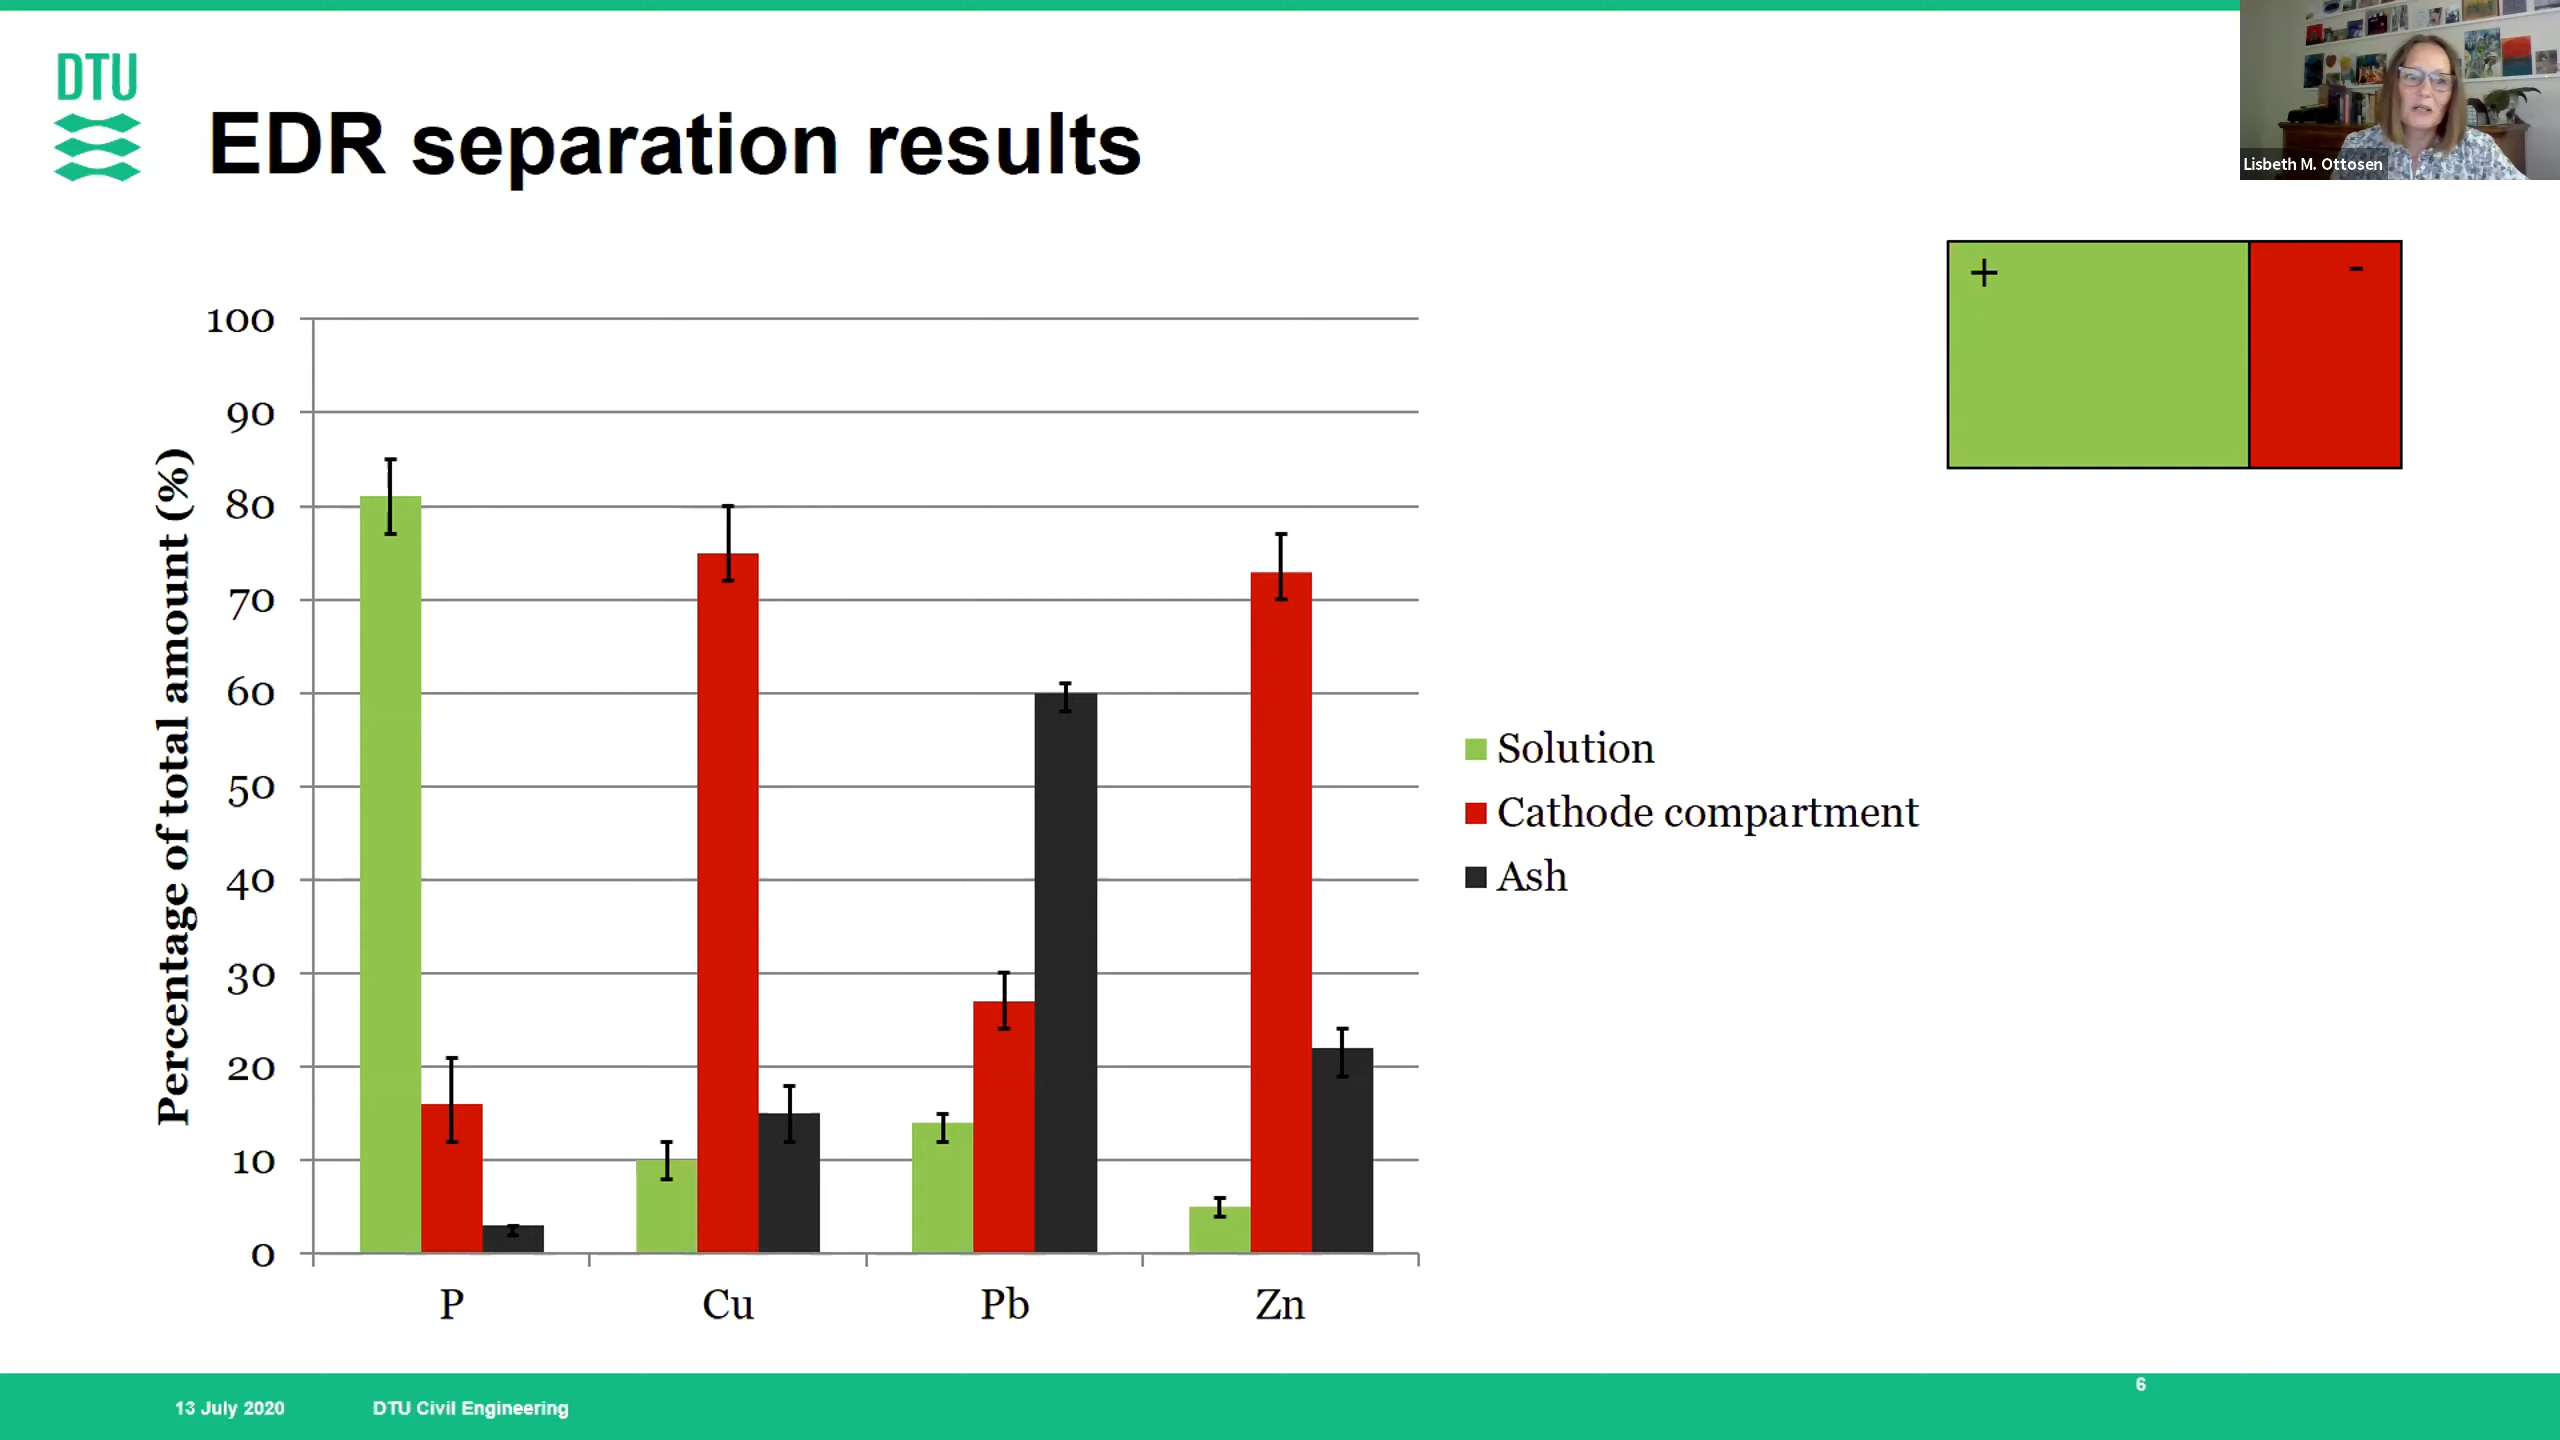 DTU
EDR separation results
Lisbeth M. Ottosen
+
-
Percentage of total amount (%)
100
90
80
70
60
50
40
30
20
10
0
P
Cu
Pb
Zn
Solution
Cathode compartment
Ash
13 July 2020
DTU Civil Engineering
6